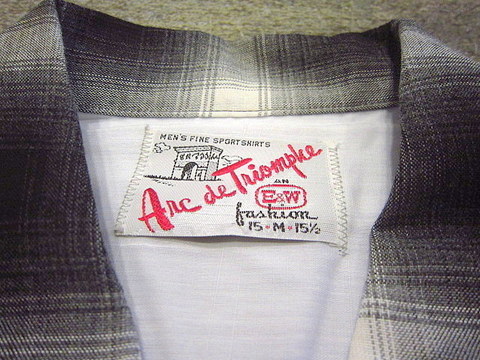 MEN'S FINE SPORTSHIRTS
Arc de Triomphe
AN
E&W
fashion
15 • M • 15½